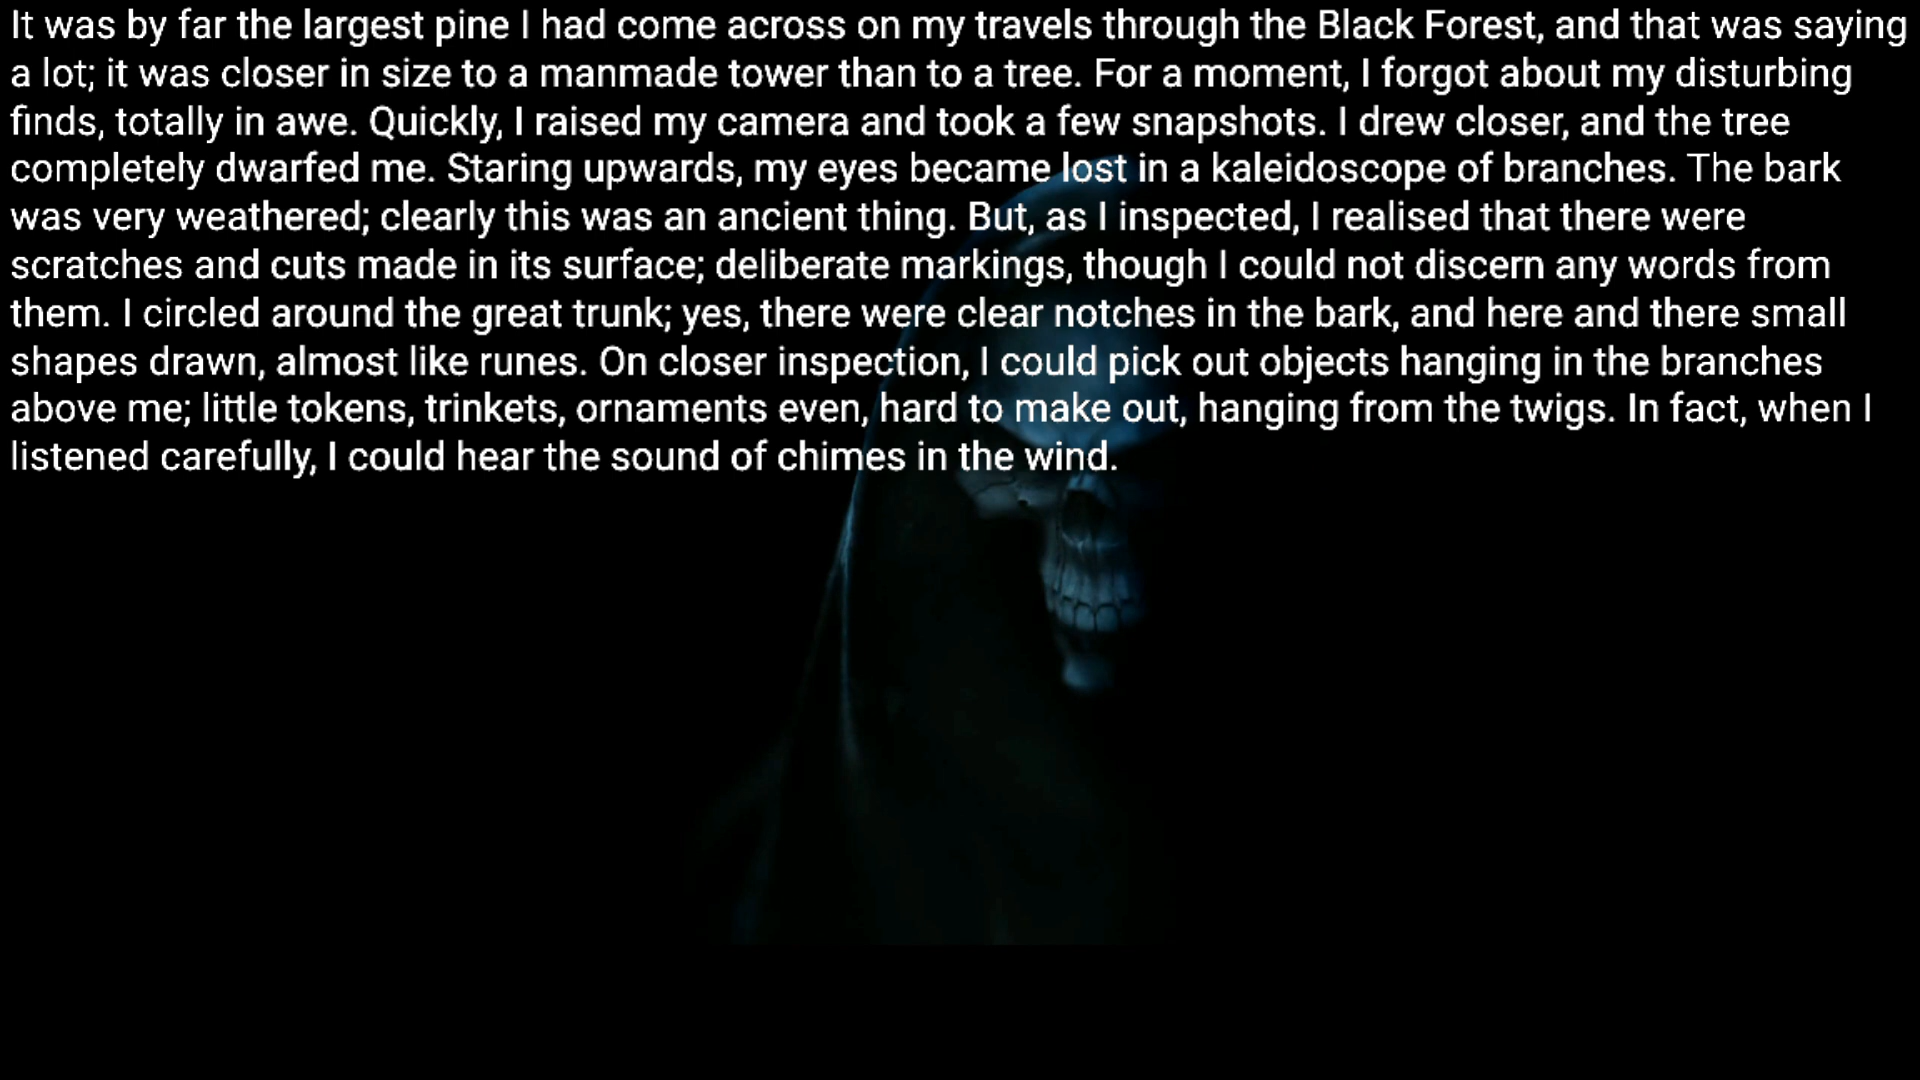 It was by far the largest pine I had come across on my travels through the Black Forest, and that was saying
a lot; it was closer in size to a manmade tower than to a tree. For a moment, I forgot about my disturbing
finds, totally in awe. Quickly, I raised my camera and took a few snapshots. I drew closer, and the tree
completely dwarfed me. Staring upwards, my eyes became lost in a kaleidoscope of branches. The bark
was very weathered; clearly this was an ancient thing. But, as I inspected, I realised that there were
scratches and cuts made in its surface; deliberate markings, though I could not discern any words from
them. I circled around the great trunk; yes, there were clear notches in the bark, and here and there small
shapes drawn, almost like runes. On closer inspection, I could pick out objects hanging in the branches
above me; little tokens, trinkets, ornaments even, hard to make out, hanging from the twigs. In fact, when I
listened carefully, I could hear the sound of chimes in the wind.